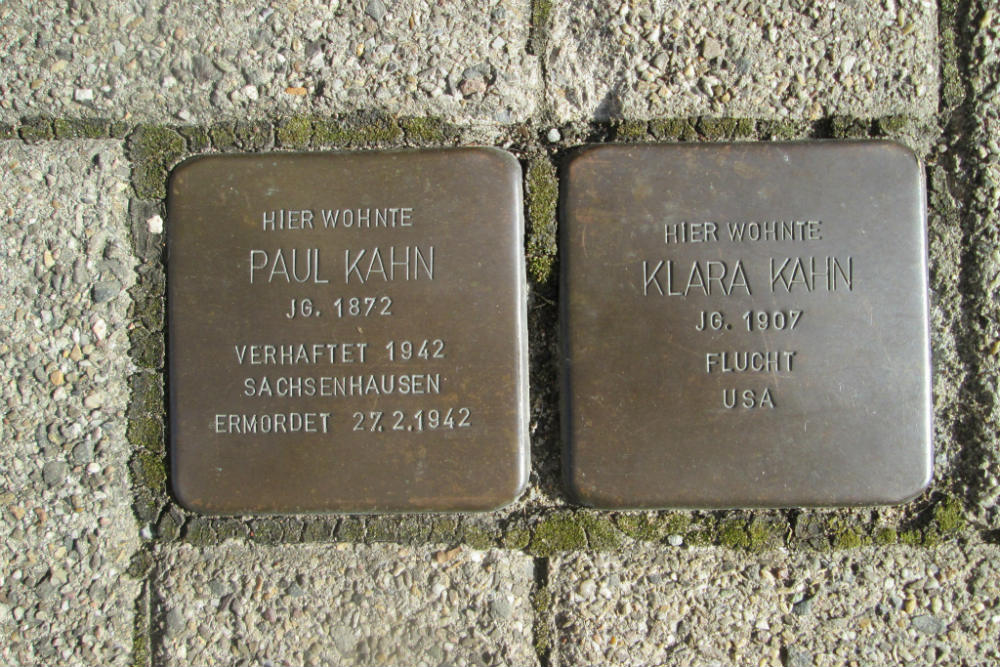 HIER WOHNTE
PAUL KAHN
JG. 1872
VERHAFTET 1942
SACHSENHAUSEN
ERMORDET 27.2.1942
HIER WOHNTE
KLARA KAHN
JG. 1907
FLUCHT
USA